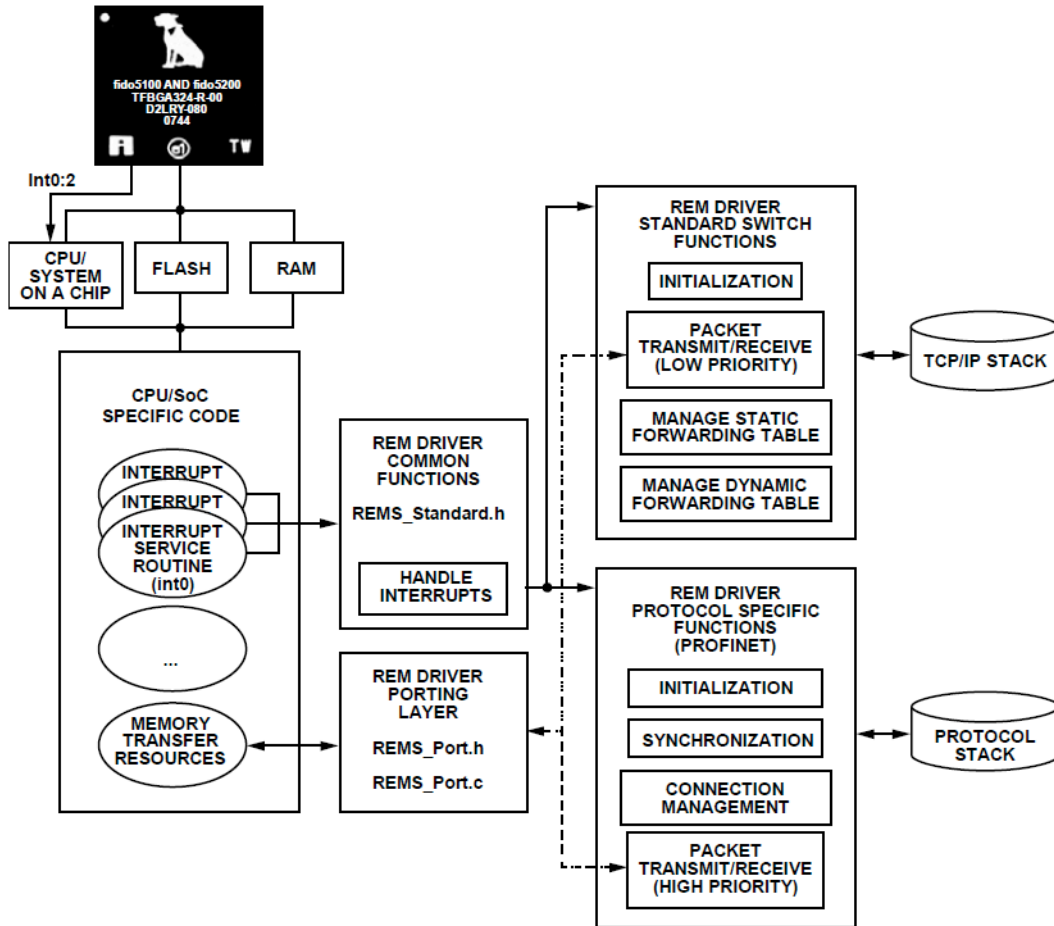 fido5100 AND fido5200
TFBGA324-R-00
D2LRY-080
0744
Int0:2
CPU/
SYSTEM
ON A CHIP
FLASH
RAM
CPU/SoC
SPECIFIC CODE
INTERRUPT
INTERRUPT
INTERRUPT
SERVICE
ROUTINE
(int0)
...
MEMORY
TRANSFER
RESOURCES
REM DRIVER
COMMON
FUNCTIONS
REMS_Standard.h
HANDLE
INTERRUPTS
REM DRIVER
PORTING
LAYER
REMS_Port.h
REMS_Port.c
REM DRIVER
STANDARD SWITCH
FUNCTIONS
INITIALIZATION
PACKET
TRANSMIT/RECEIVE
(LOW PRIORITY)
MANAGE STATIC
FORWARDING TABLE
MANAGE DYNAMIC
FORWARDING TABLE
TCP/IP STACK
REM DRIVER
PROTOCOL SPECIFIC
FUNCTIONS
(PROFINET)
INITIALIZATION
SYNCHRONIZATION
CONNECTION
MANAGEMENT
PACKET
TRANSMIT/RECEIVE
(HIGH PRIORITY)
PROTOCOL
STACK